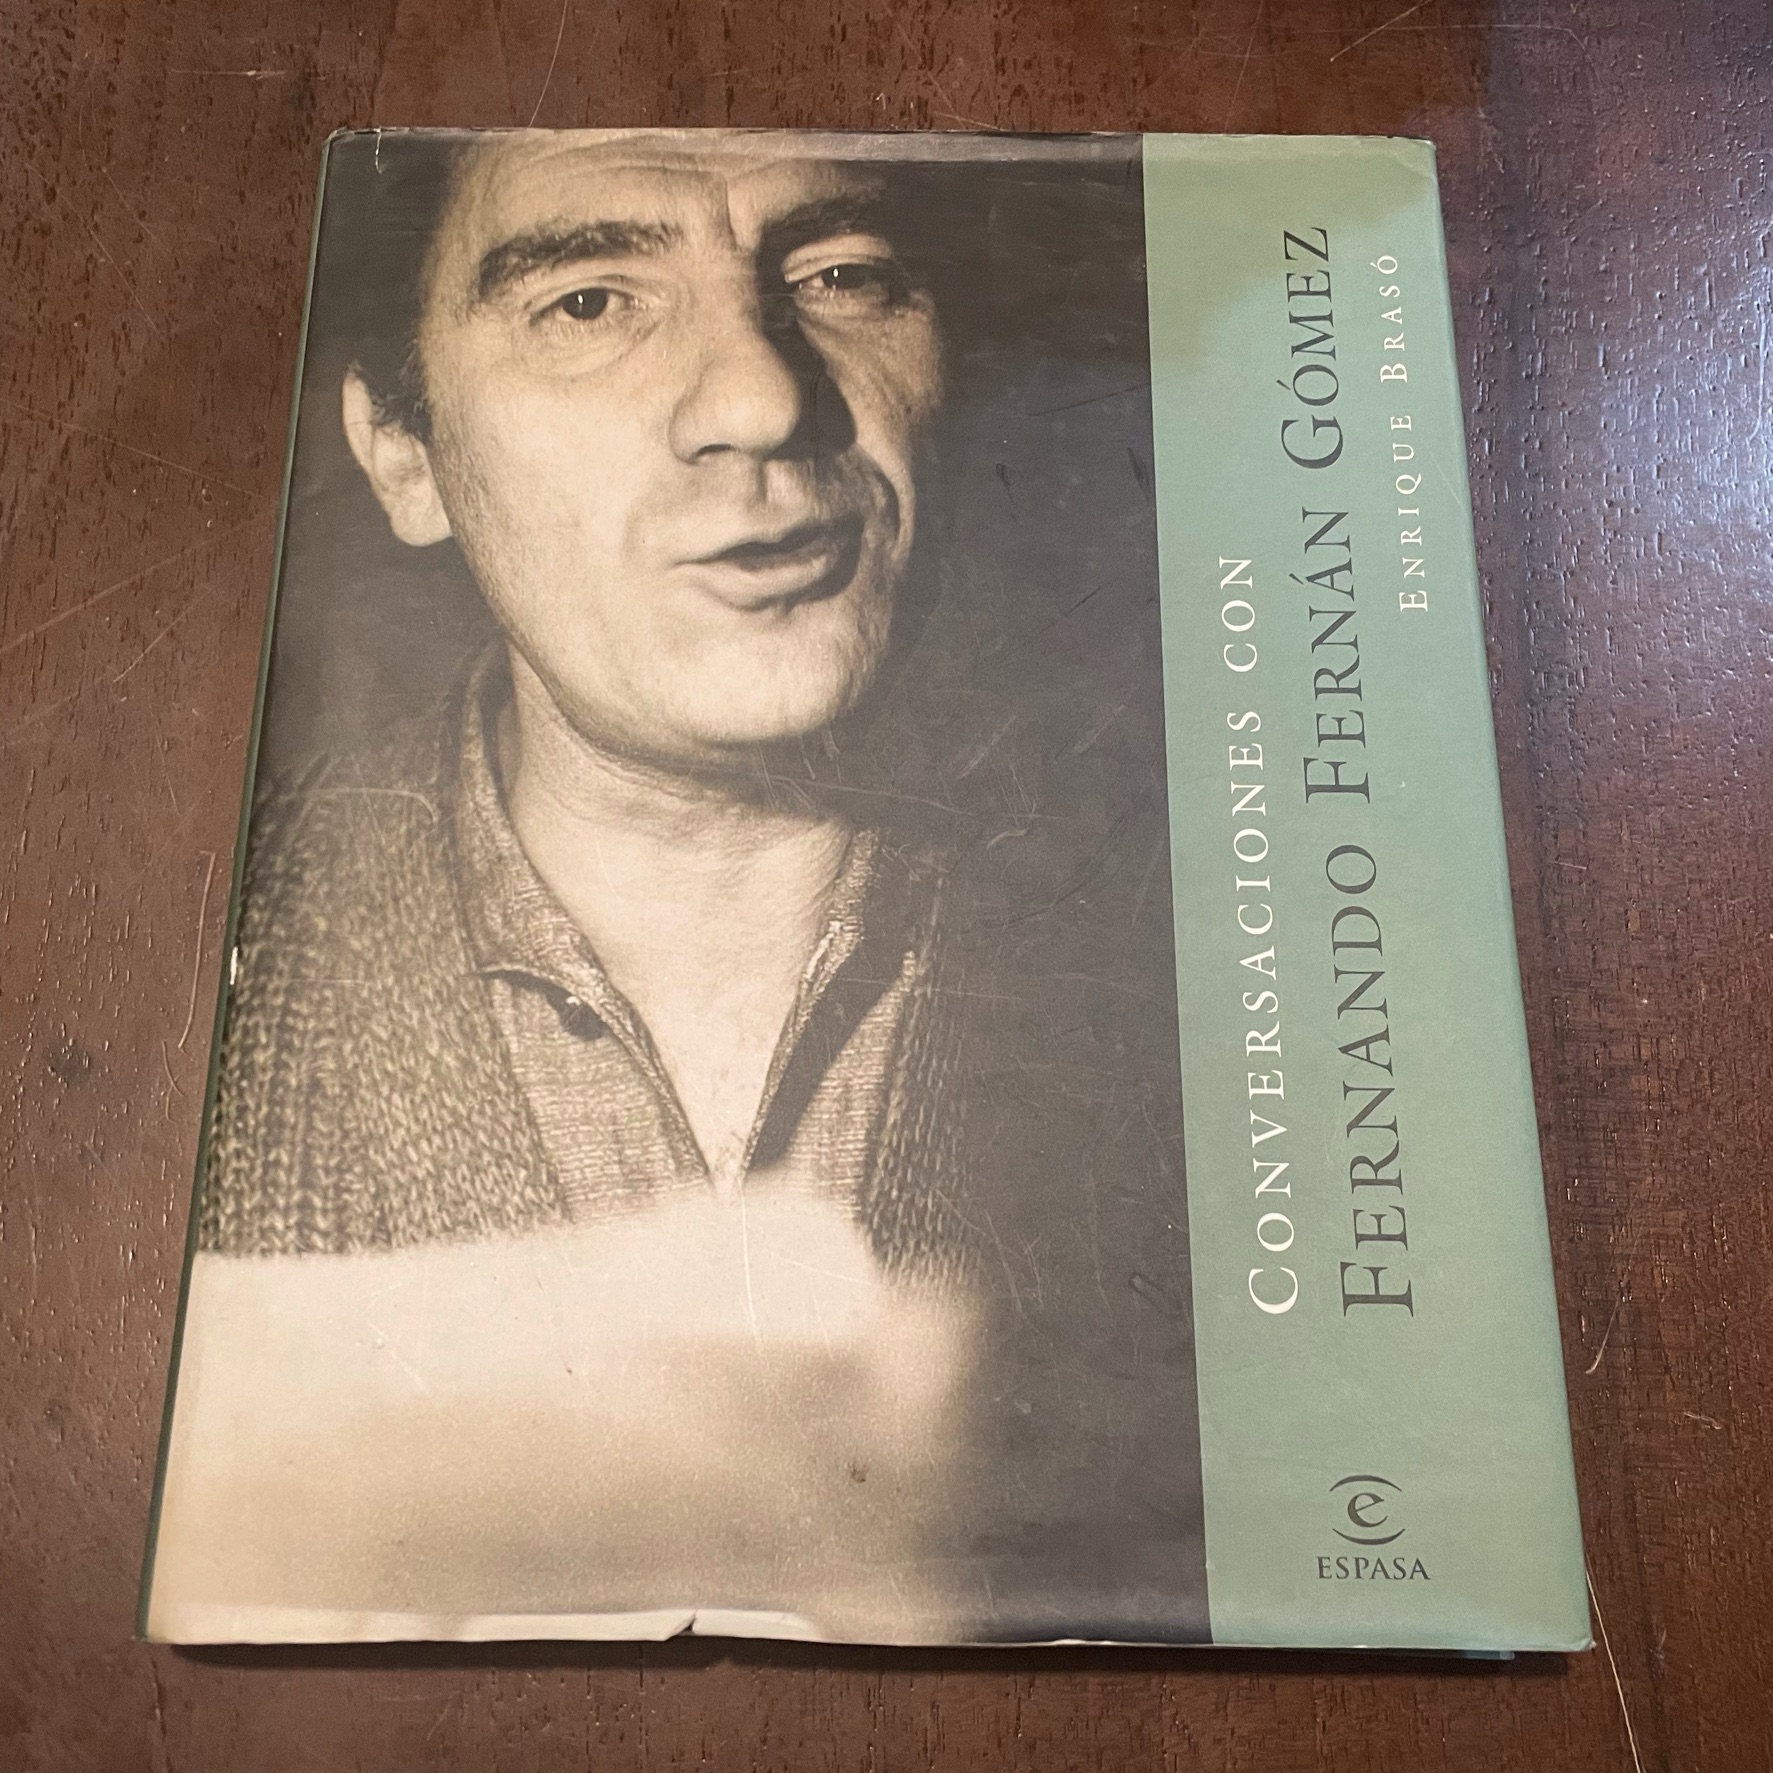 CONVERSACIONES CON
FERNANDO FERNÁN GÓMEZ
ENRIQUE BRASÓ
e
ESPASA